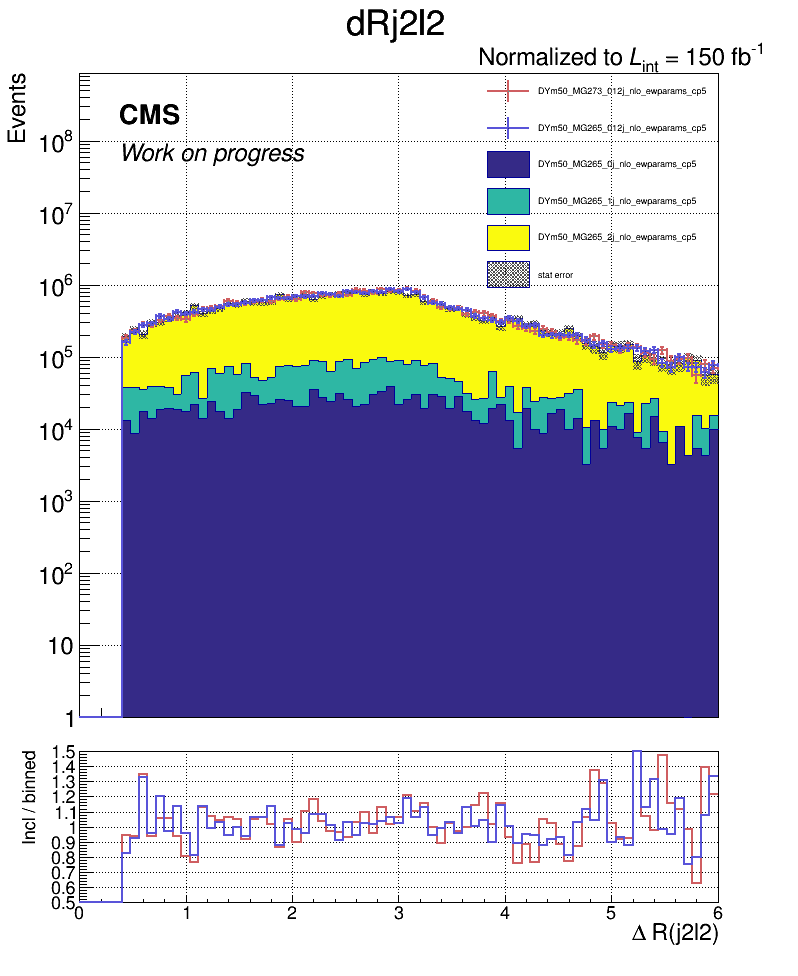 dRj2l2
Normalized to Lint = 150 fb-1
Events
CMS
Work on progress
DYm50_MG273_012j_nlo_ewparams_cp5
DYm50_MG265_012j_nlo_ewparams_cp5
DYm50_MG265_0j_nlo_ewparams_cp5
DYm50_MG265_1j_nlo_ewparams_cp5
DYm50_MG265_2j_nlo_ewparams_cp5
stat error
10^8
10^7
10^6
10^5
10^4
10^3
10^2
10
1
Incl / binned
1.5
1.4
1.3
1.2
1.1
1
0.9
0.8
0.7
0.6
0.5
0 1 2 3 4 5 6
Δ R(j2l2)